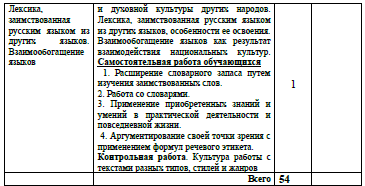 Лексика,
заимствованная
русским языком из
других языков.
Взаимообогащение
языков
и духовной культуры других народов.
Лексика, заимствованная русским языком
из других языков, особенности ее освоения.
Взаимообогащение языков как результат
взаимодействия национальных культур.
Самостоятельная работа обучающихся
1. Расширение словарного запаса путем
изучения заимствованных слов.
2. Работа со словарями.
3. Применение приобретенных знаний и
умений в практической деятельности и
повседневной жизни.
4. Аргументирование своей точки зрения с
применением формул речевого этикета.
Контрольная работа. Культура работы с
текстами разных типов, стилей и жанров
1
Всего 54